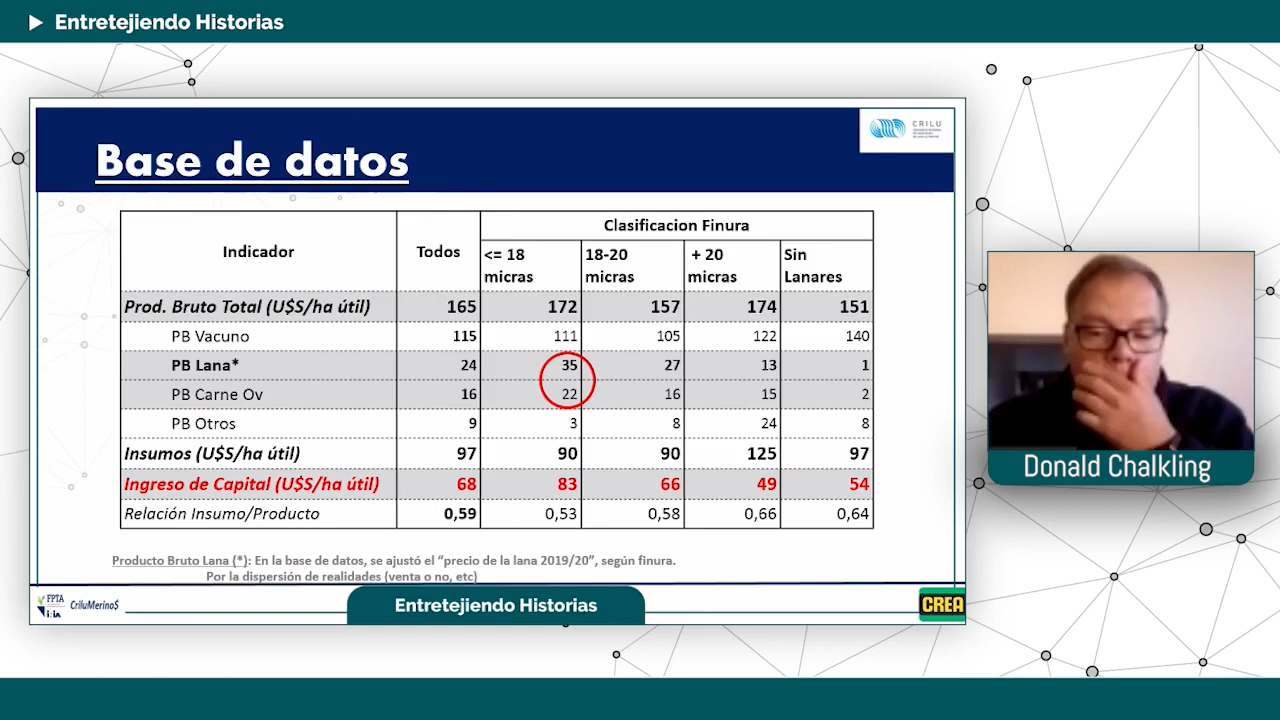 Entretejiendo Historias
CRILU
Base de datos
Indicador Todos Clasificacion Finura
<= 18 micras 18-20 micras + 20 micras Sin Lanares
Prod. Bruto Total (U$S/ha útil) 165 172 157 174 151
PB Vacuno 115 111 105 122 140
PB Lana* 24 35 27 13 1
PB Carne Ov 16 22 16 15 2
PB Otros 9 3 8 24 8
Insumos (U$S/ha útil) 97 90 90 125 97
Ingreso de Capital (U$S/ha útil) 68 83 66 49 54
Relación Insumo/Producto 0,59 0,53 0,58 0,66 0,64
Producto Bruto Lana (*): En la base de datos, se ajustó el “precio de la lana 2019/20”, según finura.
Por la dispersión de realidades (venta o no, etc)
FPTA
CriluMerino$
Entretejiendo Historias
CREA
Donald Chalkling